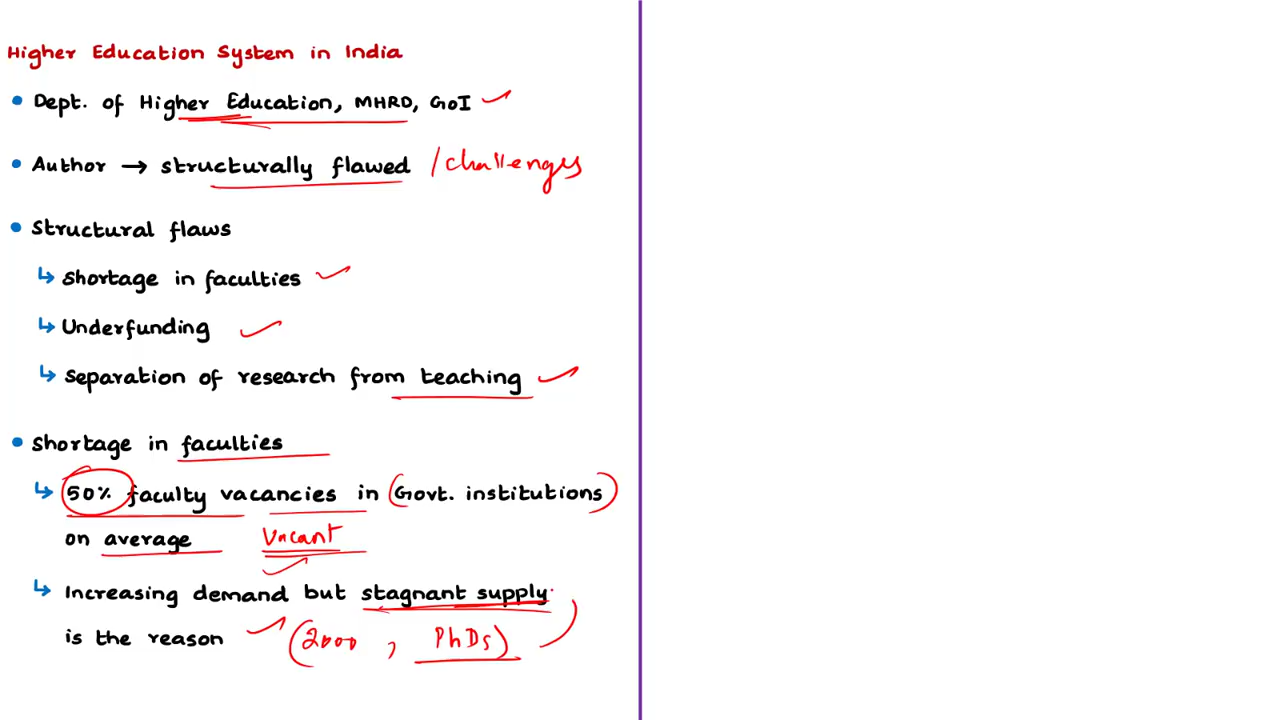 Higher Education System in India
• Dept. of Higher Education, MHRD, GoI ✓
• Author → structurally flawed /challenges
• Structural flaws
↳ Shortage in faculties ✓
↳ Underfunding ✓
↳ Separation of research from teaching ✓
• Shortage in faculties
↳ 50% faculty vacancies in (Govt. institutions)
on average vacant
↳ Increasing demand but stagnant supply
is the reason ✓ (2000, PhDs)